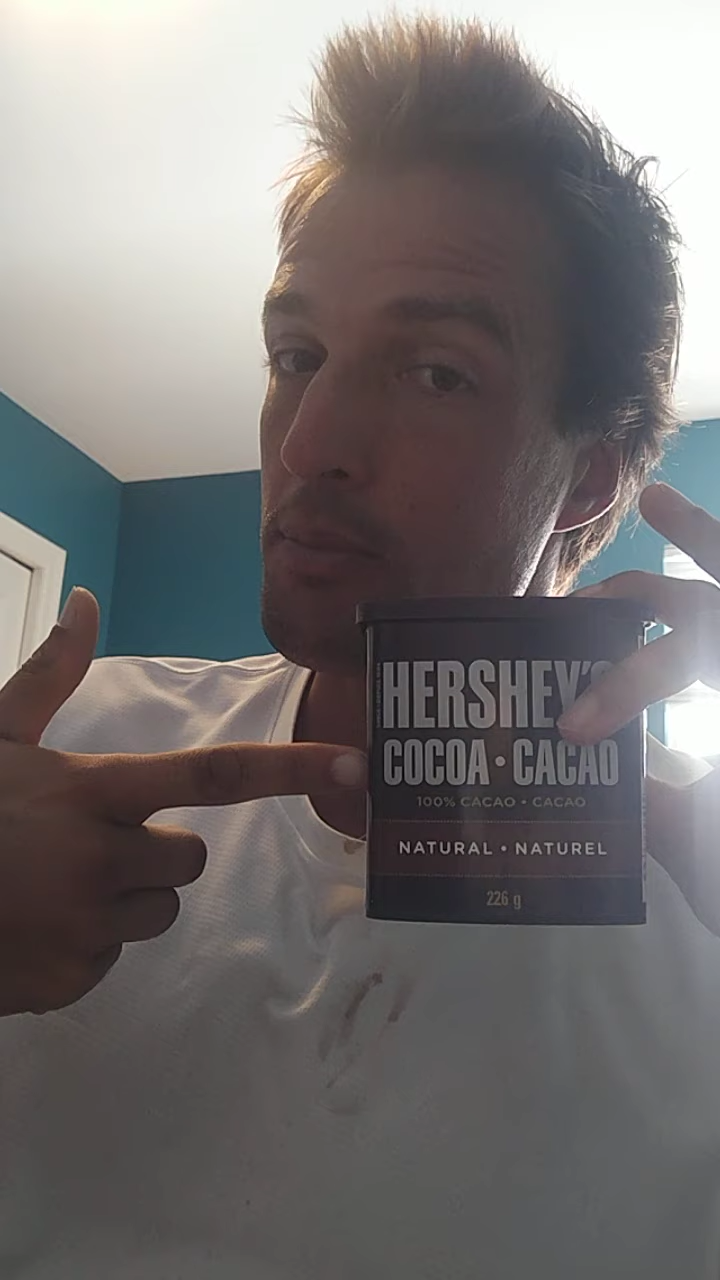 HERSHEY'S
COCOA • CACAO
100% CACAO • CACAO
NATURAL • NATUREL
226 g